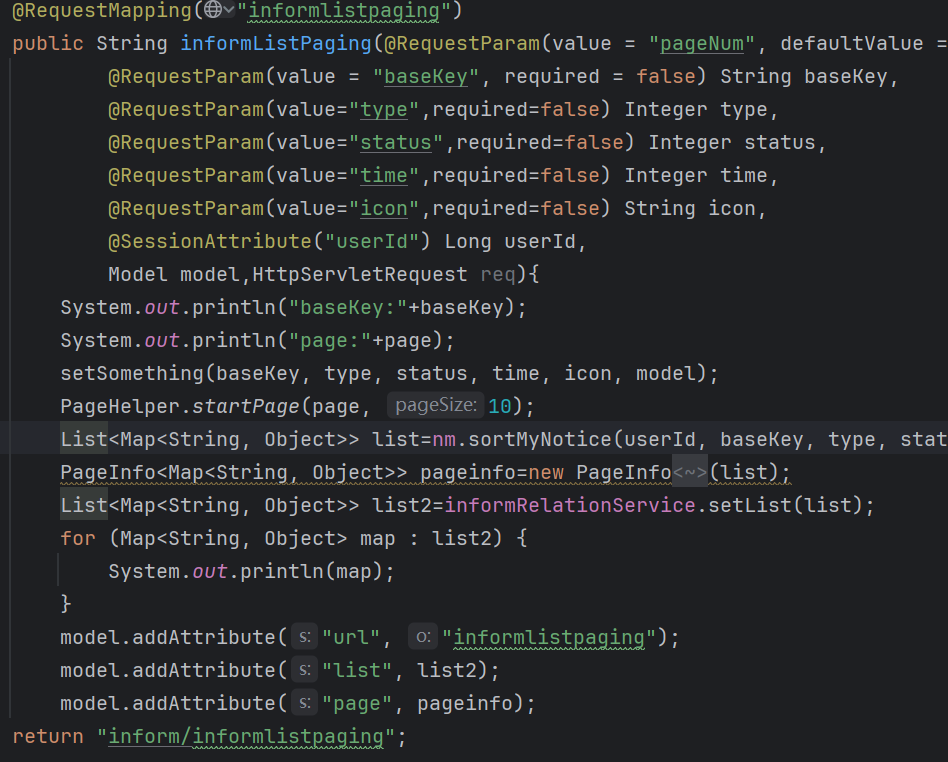 @RequestMapping("informlistpaging")
public String informListPaging(@RequestParam(value = "pageNum", defaultValue =
@RequestParam(value = "baseKey", required = false) String baseKey,
@RequestParam(value="type",required=false) Integer type,
@RequestParam(value="status",required=false) Integer status,
@RequestParam(value="time",required=false) Integer time,
@RequestParam(value="icon",required=false) String icon,
@SessionAttribute("userId") Long userId,
Model model,HttpServletRequest req){
System.out.println("baseKey:"+baseKey);
System.out.println("page:"+page);
setSomething(baseKey, type, status, time, icon, model);
PageHelper.startPage(page, pageSize: 10);
List<Map<String, Object>> list=nm.sortMyNotice(userId, baseKey, type, stat
PageInfo<Map<String, Object>> pageinfo=new PageInfo<~>(list);
List<Map<String, Object>> list2=informRelationService.setList(list);
for (Map<String, Object> map : list2) {
System.out.println(map);
}
model.addAttribute( s: "url", o: "informlistpaging");
model.addAttribute( s: "list", list2);
model.addAttribute( s: "page", pageinfo);
return "inform/informlistpaging";